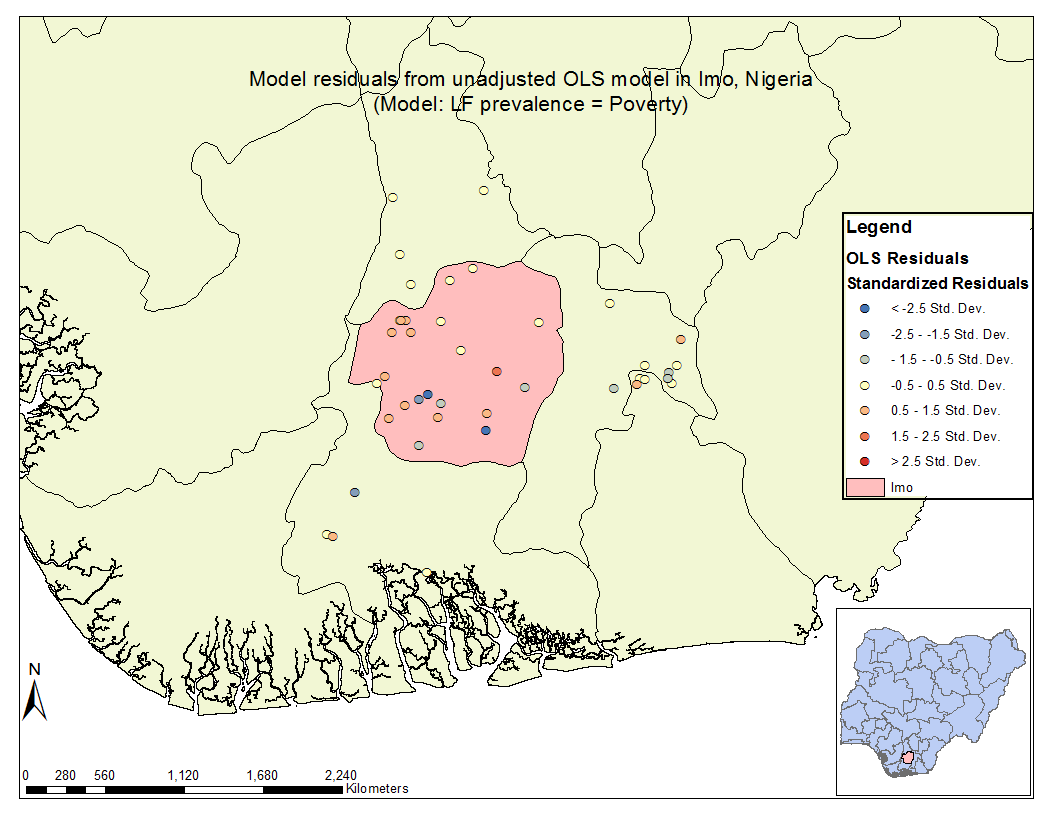 Model residuals from unadjusted OLS model in Imo, Nigeria
(Model: LF prevalence = Poverty)
Legend
OLS Residuals
Standardized Residuals
< -2.5 Std. Dev.
-2.5 - -1.5 Std. Dev.
- 1.5 - -0.5 Std. Dev.
-0.5 - 0.5 Std. Dev.
0.5 - 1.5 Std. Dev.
1.5 - 2.5 Std. Dev.
> 2.5 Std. Dev.
Imo
N
0 280 560 1,120 1,680 2,240
Kilometers